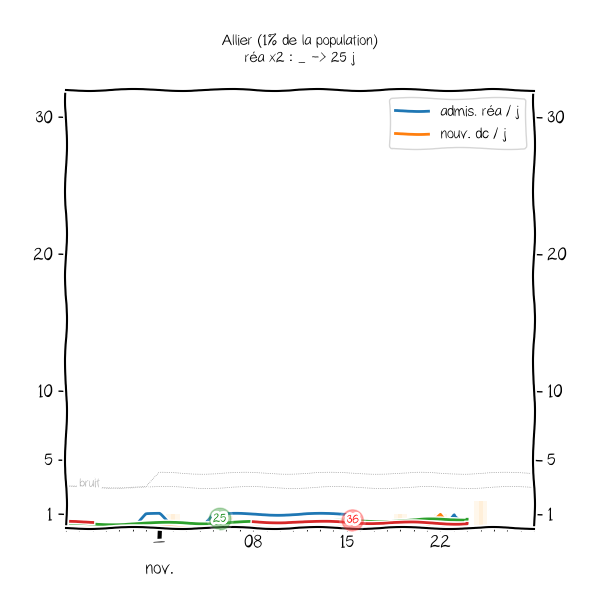 Allier (1% de la population)
réa x2 : _ -> 25 j
admis. réa / j
nouv. dc / j
30
30
20
20
10
10
5
5
bruit
1
1
25
36
1
08
15
22
nov.